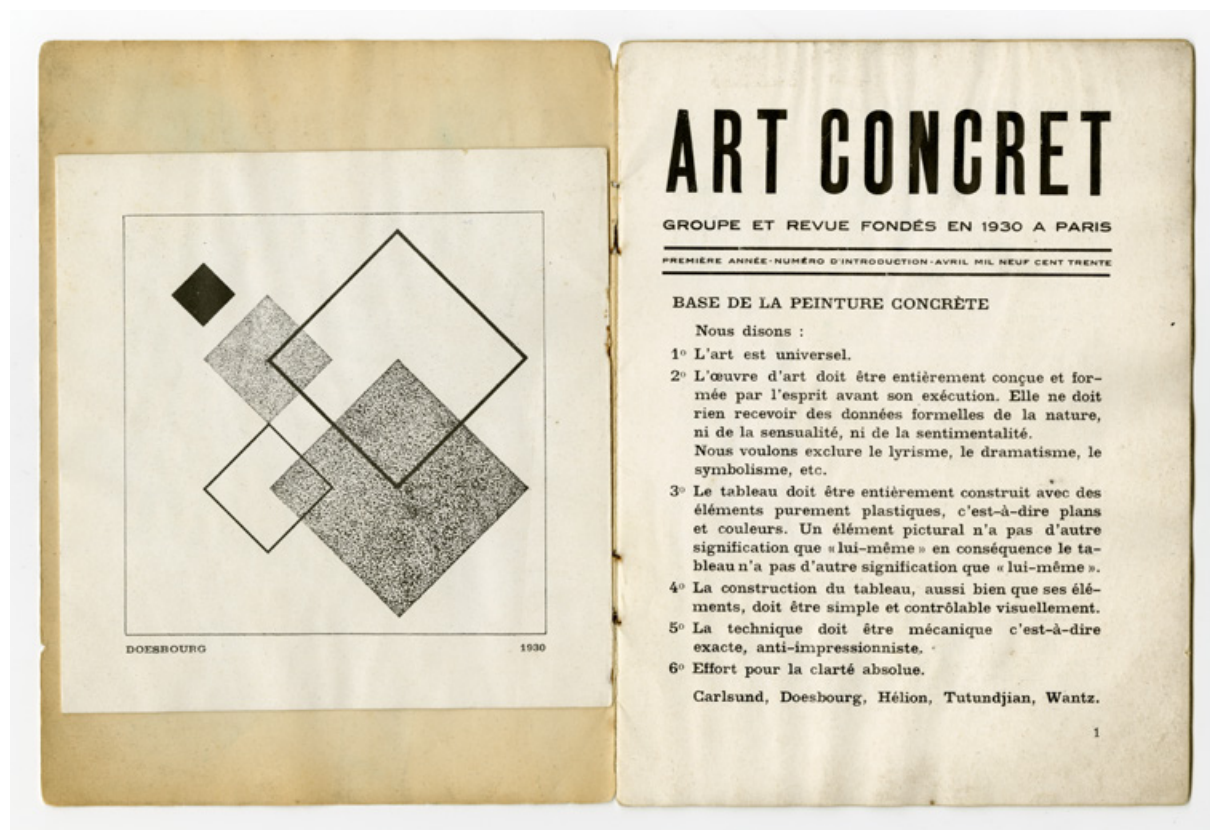 DOESBOURG 1930
ART CONCRET
GROUPE ET REVUE FONDÉS EN 1930 A PARIS
PREMIÈRE ANNÉE-NUMÉRO D'INTRODUCTION-AVRIL MIL NEUF CENT TRENTE
BASE DE LA PEINTURE CONCRÈTE
Nous disons :
1º L'art est universel.
2º L'œuvre d'art doit être entièrement conçue et for-
mée par l'esprit avant son exécution. Elle ne doit
rien recevoir des données formelles de la nature,
ni de la sensualité, ni de la sentimentalité.
Nous voulons exclure le lyrisme, le dramatisme, le
symbolisme, etc.
3º Le tableau doit être entièrement construit avec des
éléments purement plastiques, c'est-à-dire plans
et couleurs. Un élément pictural n'a pas d'autre
signification que «lui-même» en conséquence le ta-
bleau n'a pas d'autre signification que «lui-même».
4º La construction du tableau, aussi bien que ses élé-
ments, doit être simple et contrôlable visuellement.
5º La technique doit être mécanique c'est-à-dire
exacte, anti-impressionniste.
6º Effort pour la clarté absolue.
Carlsund, Doesbourg, Hélion, Tutundjian, Wantz.
1